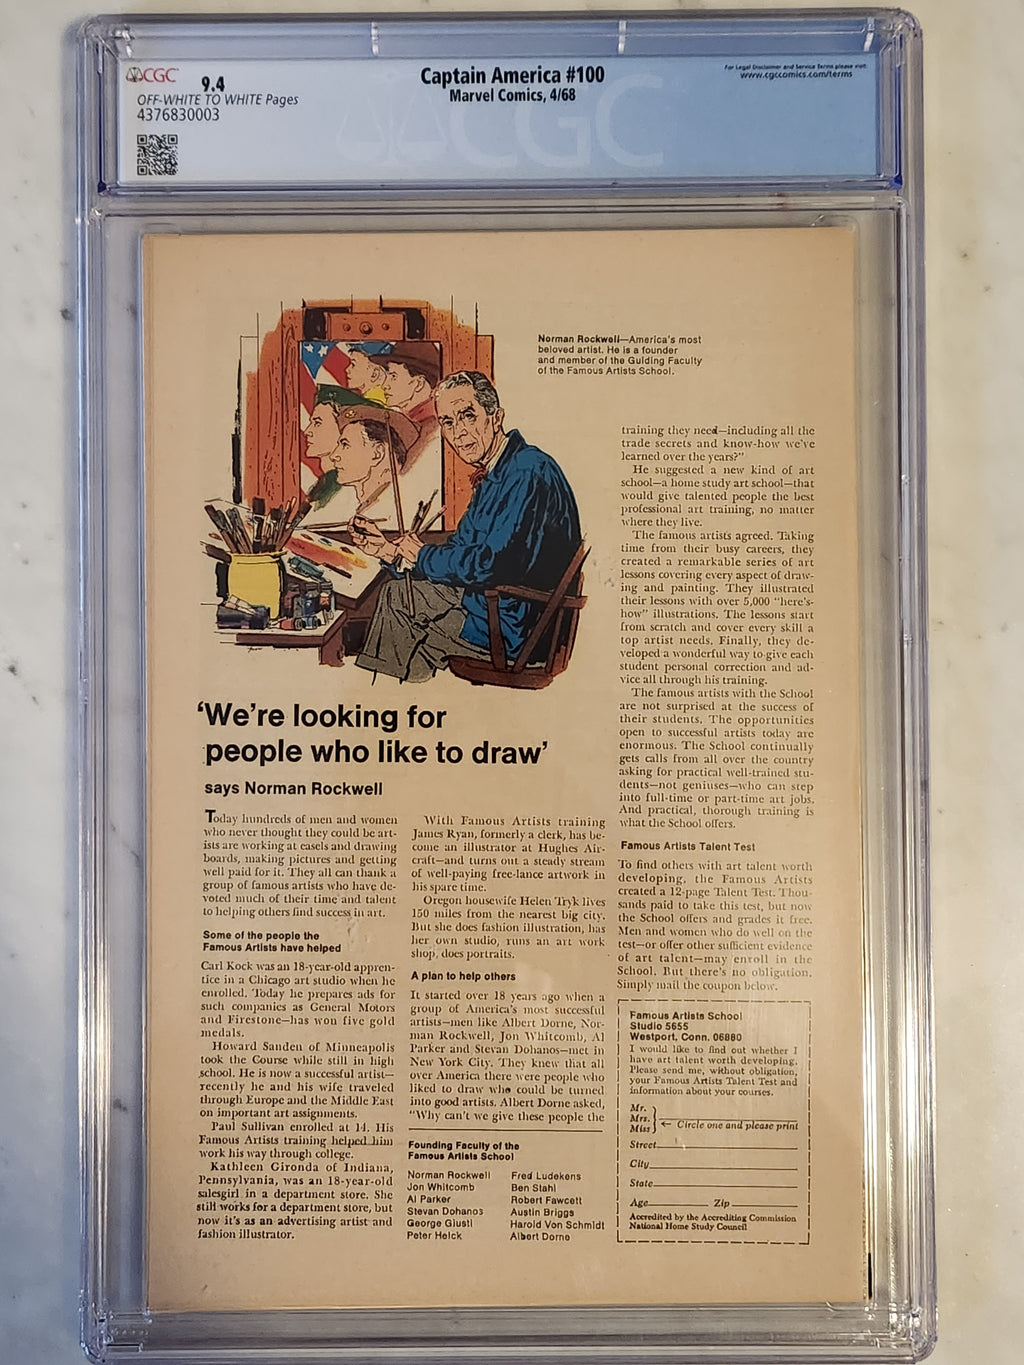 CGC
9.4
OFF-WHITE TO WHITE Pages
4376830003
Captain America #100
Marvel Comics, 4/68
For Legal Disclaimer and Service Terms please visit:
www.cgccomics.com/terms
CGC
Norman Rockwell—America's most
beloved artist. He is a founder
and member of the Guiding Faculty
of the Famous Artists School.
'We're looking for
people who like to draw'
says Norman Rockwell
Today hundreds of men and women
who never thought they could be art-
ists are working at easels and drawing
boards, making pictures and getting
well paid for it. They all can thank a
group of famous artists who have de-
voted much of their time and talent
to helping others find success in art.
Some of the people the
Famous Artists have helped
Carl Kock was an 18-year-old appren-
tice in a Chicago art studio when he
enrolled. Today he prepares ads for
such companies as General Motors
and Firestone—has won five gold
medals.
Howard Sanden of Minneapolis
took the Course while still in high
school. He is now a successful artist—
recently he and his wife traveled
through Europe and the Middle East
on important art assignments.
Paul Sullivan enrolled at 14. His
Famous Artists training helped him
work his way through college.
Kathleen Gironda of Indiana,
Pennsylvania, was an 18-year-old
salesgirl in a department store. She
still works for a department store, but
now it's as an advertising artist and
fashion illustrator.
With Famous Artists training
James Ryan, formerly a clerk, has be-
come an illustrator at Hughes Air-
craft—and turns out a steady stream
of well-paying free-lance artwork in
his spare time.
Oregon housewife Helen Tryk lives
150 miles from the nearest big city.
But she does fashion illustration, has
her own studio, runs an art work
shop, does portraits.
A plan to help others
It started over 18 years ago when a
group of America's most successful
artists—men like Albert Dorne, Nor-
man Rockwell, Jon Whitcomb, Al
Parker and Stevan Dohanos—met in
New York City. They knew that all
over America there were people who
liked to draw who could be turned
into good artists. Albert Dorne asked,
"Why can't we give these people the
Founding Faculty of the
Famous Artists School
Norman Rockwell
Jon Whitcomb
Al Parker
Stevan Dohanos
George Giusti
Peter Helck
Fred Ludekens
Ben Stahl
Robert Fawcett
Austin Briggs
Harold Von Schmidt
Albert Dorne
training they need—including all the
trade secrets and know-how we've
learned over the years?"
He suggested a new kind of art
school—a home study art school—that
would give talented people the best
professional art training, no matter
where they live.
The famous artists agreed. Taking
time from their busy careers, they
created a remarkable series of art
lessons covering every aspect of draw-
ing and painting. They illustrated
their lessons with over 5,000 "here's-
how" illustrations. The lessons start
from scratch and cover every skill a
top artist needs. Finally, they de-
veloped a wonderful way to give each
student personal correction and ad-
vice all through his training.
The famous artists with the School
are not surprised at the success of
their students. The opportunities
open to successful artists today are
enormous. The School continually
gets calls from all over the country
asking for practical well-trained stu-
dents—not geniuses—who can step
into full-time or part-time art jobs.
And practical, thorough training is
what the School offers.
Famous Artists Talent Test
To find others with art talent worth
developing, the Famous Artists
created a 12-page Talent Test. Thou-
sands paid to take this test, but now
the School offers and grades it free.
Men and women who do well on the
test—or offer other sufficient evidence
of art talent—may enroll in the
School. But there's no obligation.
Simply mail the coupon below.
Famous Artists School
Studio 5655
Westport, Conn. 06880
I would like to find out whether I
have art talent worth developing.
Please send me, without obligation,
your Famous Artists Talent Test and
information about your courses.
Mr.
Mrs.
Miss
← Circle one and please print
Street
City
State
Age Zip
Accredited by the Accrediting Commission
National Home Study Council